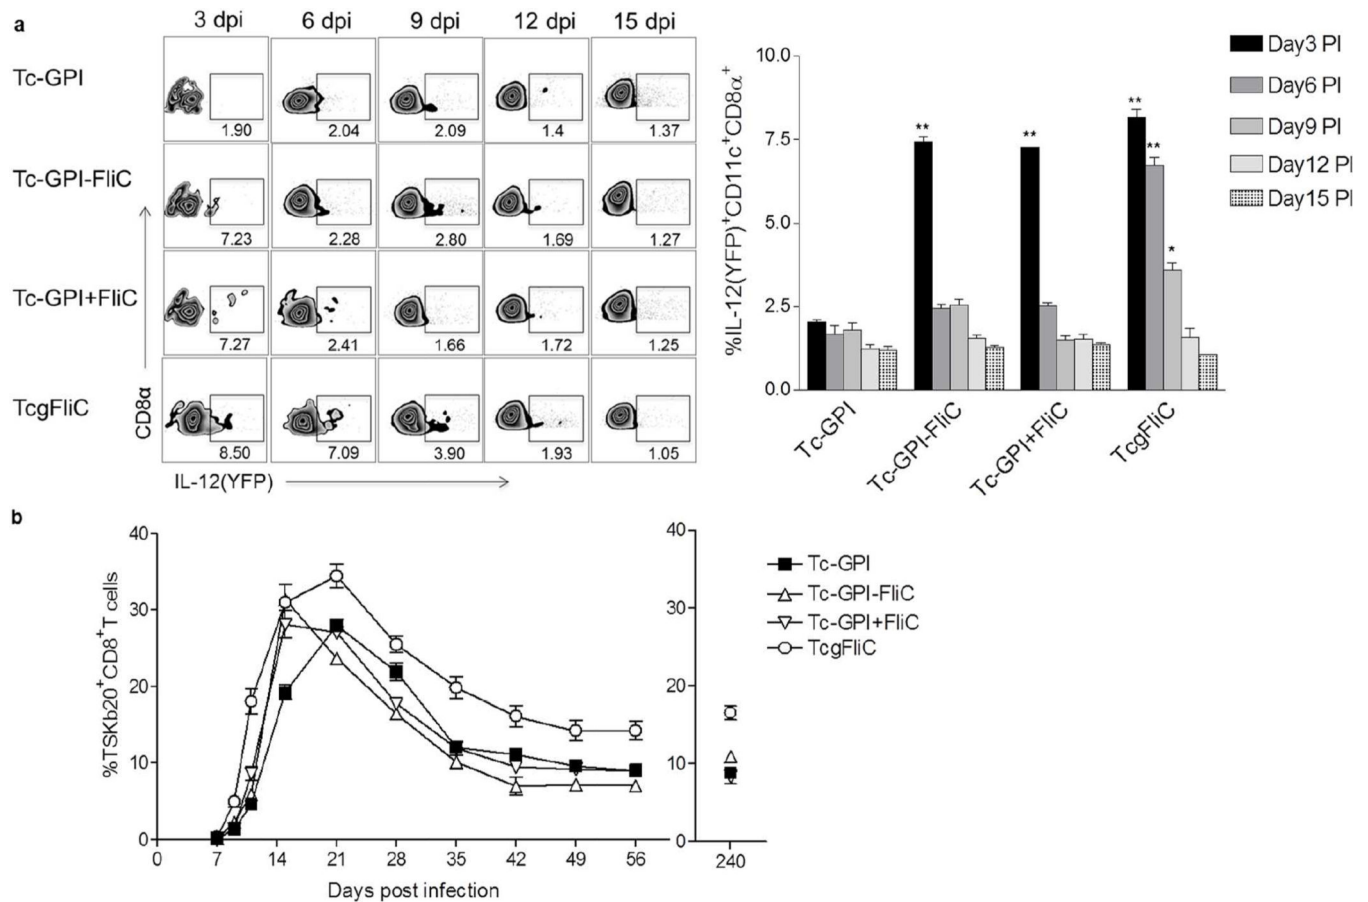 a
3 dpi 6 dpi 9 dpi 12 dpi 15 dpi
Tc-GPI
1.90 2.04 2.09 1.4 1.37
Tc-GPI-FliC
7.23 2.28 2.80 1.69 1.27
Tc-GPI+FliC
7.27 2.41 1.66 1.72 1.25
TcgFliC
8.50 7.09 3.90 1.93 1.05
CD8α
IL-12(YFP)
%IL-12(YFP)⁺CD11c⁺CD8α⁺
10.0
7.5
5.0
2.5
0.0
** ** ** ** *
Tc-GPI Tc-GPI-FliC Tc-GPI+FliC TcgFliC
Day3 PI
Day6 PI
Day9 PI
Day12 PI
Day15 PI
b
%TSKb20⁺CD8⁺T cells
40
30
20
10
0
0 7 14 21 28 35 42 49 56
Days post infection
40
30
20
10
0
240
Tc-GPI
Tc-GPI-FliC
Tc-GPI+FliC
TcgFliC